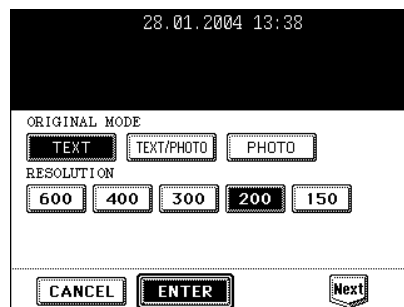 28.01.2004 13:38
ORIGINAL MODE
TEXT TEXT/PHOTO PHOTO
RESOLUTION
600 400 300 200 150
CANCEL ENTER Next